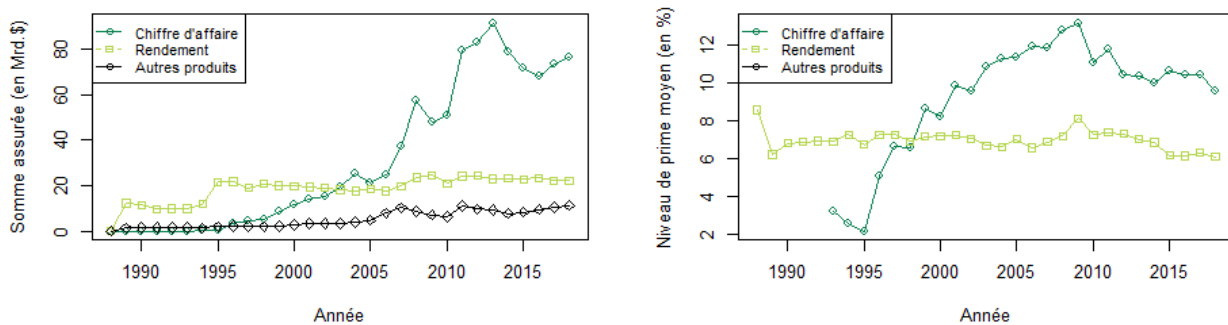 Somme assurée (en Mrd.$)
80
60
40
20
0
Chiffre d'affaire
Rendement
Autres produits
1990 1995 2000 2005 2010 2015
Année
Niveau de prime moyen (en %)
12
10
8
6
4
2
Chiffre d'affaire
Rendement
Autres produits
1990 1995 2000 2005 2010 2015
Année